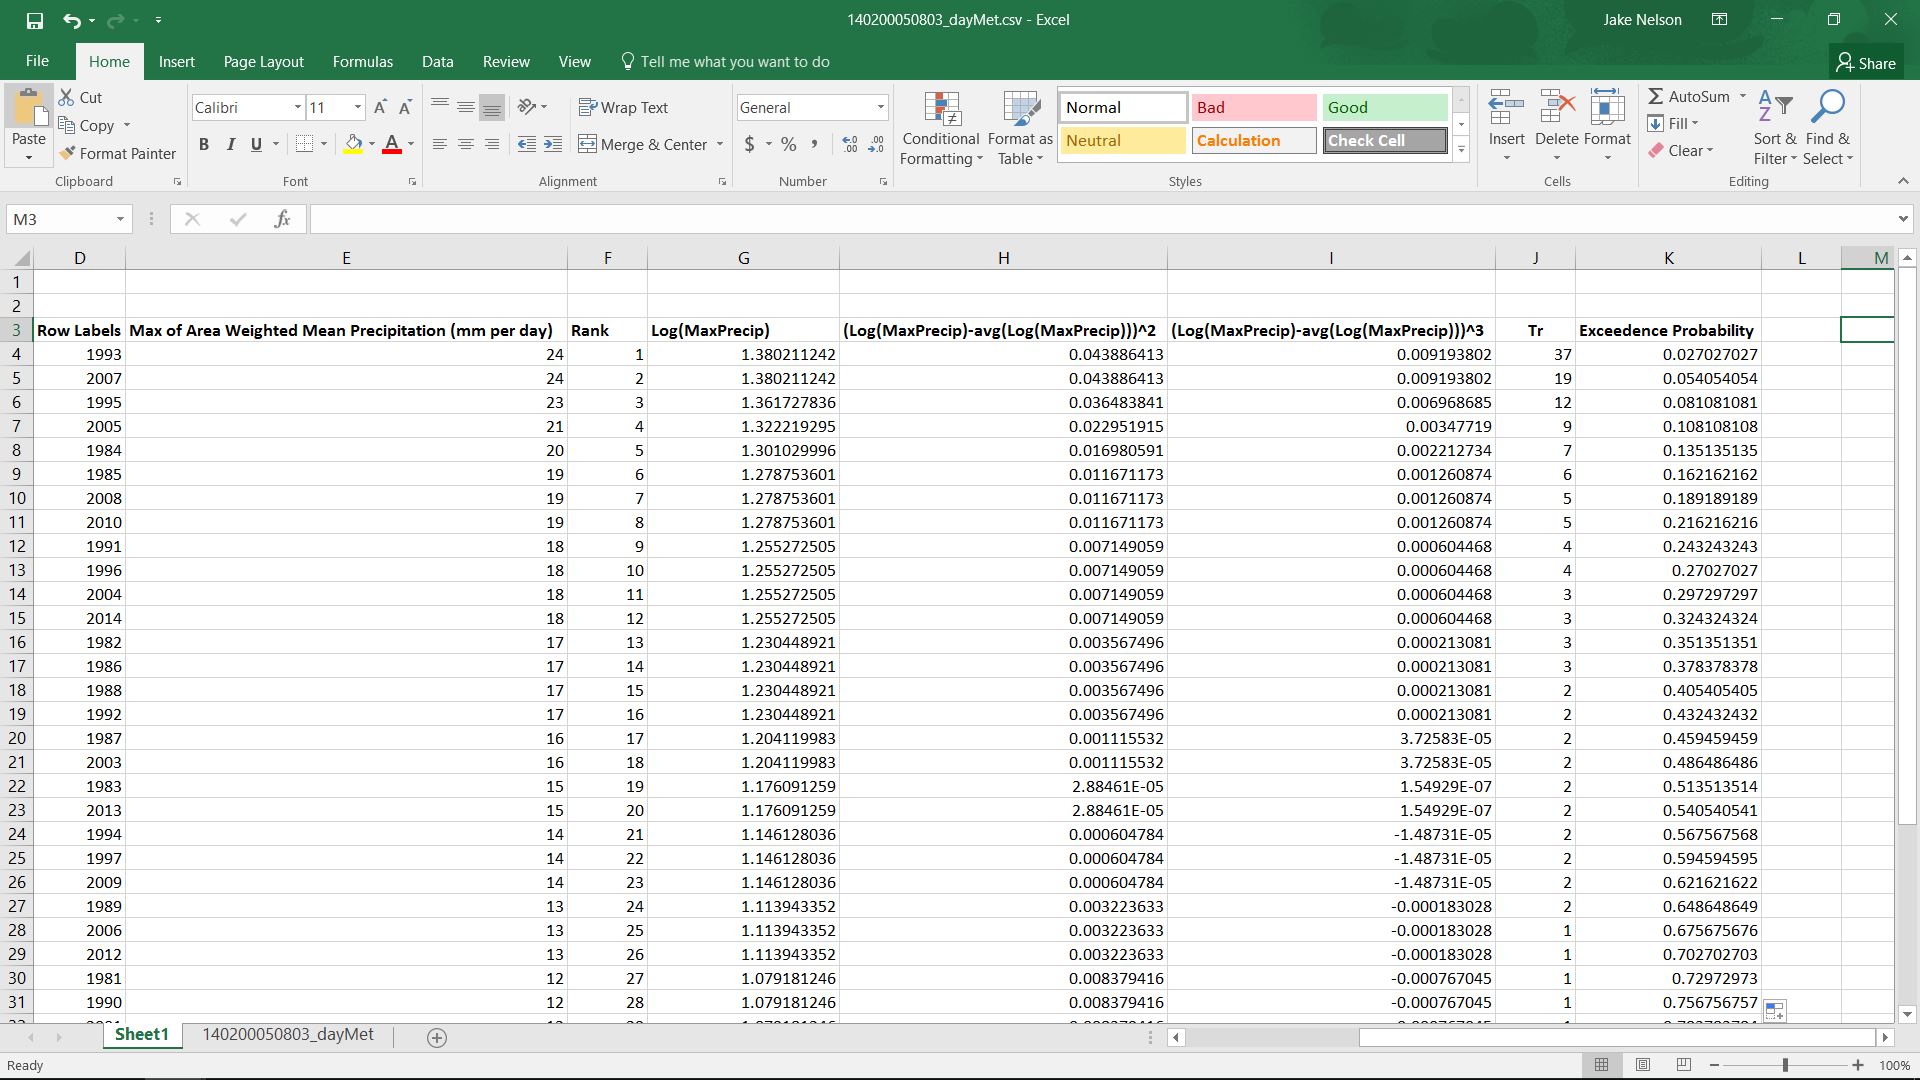 140200050803_dayMet.csv - Excel Jake Nelson
File Home Insert Page Layout Formulas Data Review View Tell me what you want to do Share
Paste Cut Copy Format Painter Clipboard
Calibri 11 A A B I U A Font
Wrap Text Merge & Center Alignment
General $ % , .00 .0 Number
Conditional Formatting Format as Table
Normal Bad Good
Neutral Calculation Check Cell
Styles
Insert Delete Format Cells
AutoSum Fill Clear Sort & Filter Find & Select Editing
M3 fx
D E F G H I J K L M
1
2
3 Row Labels Max of Area Weighted Mean Precipitation (mm per day) Rank Log(MaxPrecip) (Log(MaxPrecip)-avg(Log(MaxPrecip)))^2 (Log(MaxPrecip)-avg(Log(MaxPrecip)))^3 Tr Exceedence Probability
4 1993 24 1 1.380211242 0.043886413 0.009193802 37 0.027027027
5 2007 24 2 1.380211242 0.043886413 0.009193802 19 0.054054054
6 1995 23 3 1.361727836 0.036483841 0.006968685 12 0.081081081
7 2005 21 4 1.322219295 0.022951915 0.00347719 9 0.108108108
8 1984 20 5 1.301029996 0.016980591 0.002212734 7 0.135135135
9 1985 19 6 1.278753601 0.011671173 0.001260874 6 0.162162162
10 2008 19 7 1.278753601 0.011671173 0.001260874 5 0.189189189
11 2010 19 8 1.278753601 0.011671173 0.001260874 5 0.216216216
12 1991 18 9 1.255272505 0.007149059 0.000604468 4 0.243243243
13 1996 18 10 1.255272505 0.007149059 0.000604468 4 0.27027027
14 2004 18 11 1.255272505 0.007149059 0.000604468 3 0.297297297
15 2014 18 12 1.255272505 0.007149059 0.000604468 3 0.324324324
16 1982 17 13 1.230448921 0.003567496 0.000213081 3 0.351351351
17 1986 17 14 1.230448921 0.003567496 0.000213081 3 0.378378378
18 1988 17 15 1.230448921 0.003567496 0.000213081 2 0.405405405
19 1992 17 16 1.230448921 0.003567496 0.000213081 2 0.432432432
20 1987 16 17 1.204119983 0.001115532 3.72583E-05 2 0.459459459
21 2003 16 18 1.204119983 0.001115532 3.72583E-05 2 0.486486486
22 1983 15 19 1.176091259 2.88461E-05 1.54929E-07 2 0.513513514
23 2013 15 20 1.176091259 2.88461E-05 1.54929E-07 2 0.540540541
24 1994 14 21 1.146128036 0.000604784 -1.48731E-05 2 0.567567568
25 1997 14 22 1.146128036 0.000604784 -1.48731E-05 2 0.594594595
26 2009 14 23 1.146128036 0.000604784 -1.48731E-05 2 0.621621622
27 1989 13 24 1.113943352 0.003223633 -0.000183028 2 0.648648649
28 2006 13 25 1.113943352 0.003223633 -0.000183028 1 0.675675676
29 2012 13 26 1.113943352 0.003223633 -0.000183028 1 0.702702703
30 1981 12 27 1.079181246 0.008379416 -0.000767045 1 0.72972973
31 1990 12 28 1.079181246 0.008379416 -0.000767045 1 0.756756757
Sheet1 140200050803_dayMet
Ready 100%